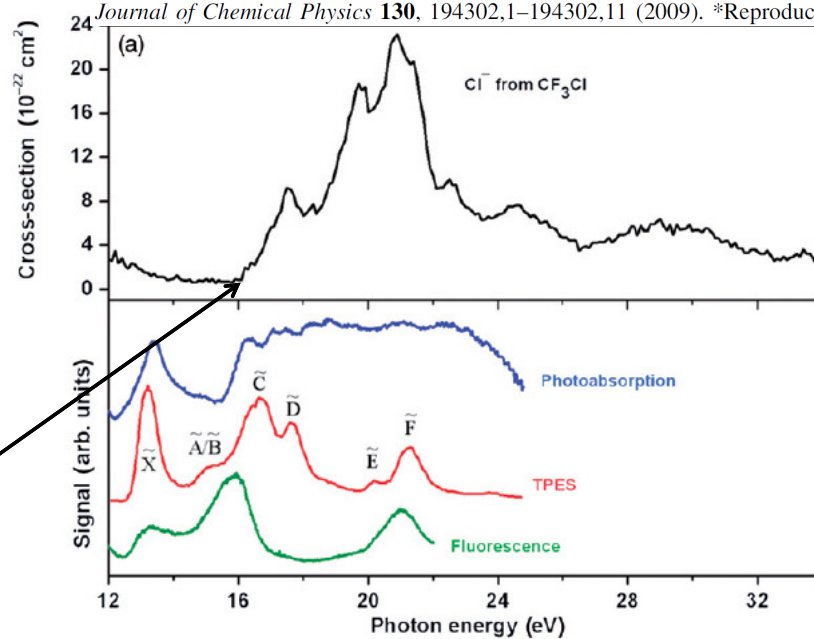 Journal of Chemical Physics 130, 194302,1–194302,11 (2009). *Reproduc
(a)
Cl⁻ from CF₃Cl
Cross-section (10⁻²² cm²)
24
20
16
12
8
4
0
Photoabsorption
C̃
D̃
Ã/B̃
X̃
Ẽ
F̃
TPES
Fluorescence
Signal (arb. units)
12 16 20 24 28 32
Photon energy (eV)